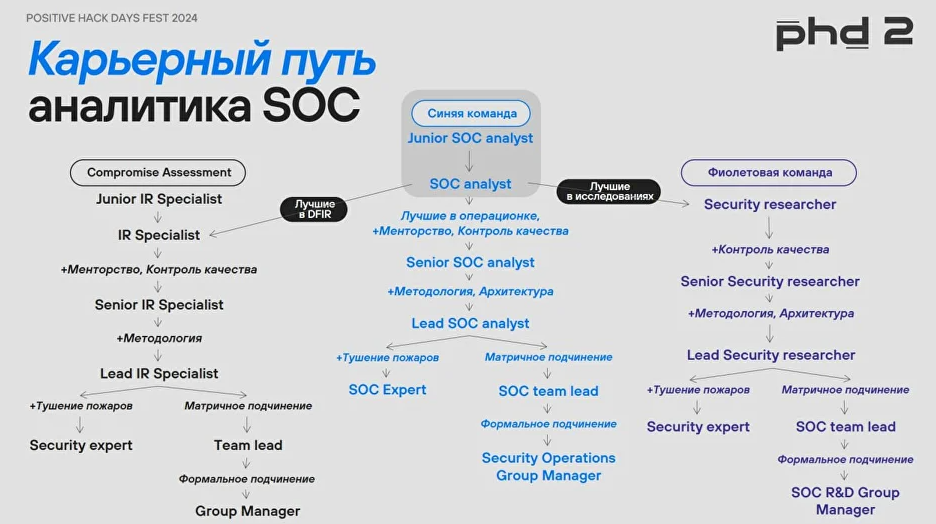 POSITIVE HACK DAYS FEST 2024
phd 2
Карьерный путь
аналитика SOC
Синяя команда
Junior SOC analyst
SOC analyst
Лучшие
в DFIR
Лучшие
в исследованиях
Лучшие в операционке,
+Менторство, Контроль качества
Senior SOC analyst
+Методология, Архитектура
Lead SOC analyst
+Тушение пожаров
SOC Expert
Матричное подчинение
SOC team lead
Формальное подчинение
Security Operations
Group Manager
Compromise Assessment
Junior IR Specialist
IR Specialist
+Менторство, Контроль качества
Senior IR Specialist
+Методология
Lead IR Specialist
+Тушение пожаров
Security expert
Матричное подчинение
Team lead
Формальное подчинение
Group Manager
Фиолетовая команда
Security researcher
+Контроль качества
Senior Security researcher
+Методология, Архитектура
Lead Security researcher
+Тушение пожаров
Security expert
Матричное подчинение
SOC team lead
Формальное подчинение
SOC R&D Group
Manager